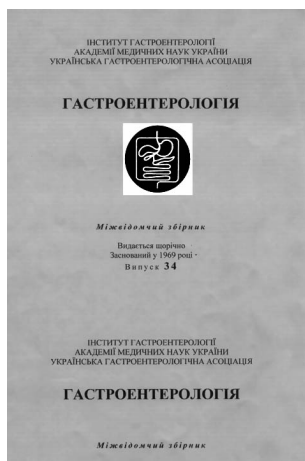 ІНСТИТУТ ГАСТРОЕНТЕРОЛОГІЇ
АКАДЕМІЇ МЕДИЧНИХ НАУК УКРАЇНИ
УКРАЇНСЬКА ГАСТРОЕНТЕРОЛОГІЧНА АСОЦІАЦІЯ
ГАСТРОЕНТЕРОЛОГІЯ
Міжвідомчий збірник
Видається щорічно
Заснований у 1969 році
Випуск 34
ІНСТИТУТ ГАСТРОЕНТЕРОЛОГІЇ
АКАДЕМІЇ МЕДИЧНИХ НАУК УКРАЇНИ
УКРАЇНСЬКА ГАСТРОЕНТЕРОЛОГІЧНА АСОЦІАЦІЯ
ГАСТРОЕНТЕРОЛОГІЯ
Міжвідомчий збірник